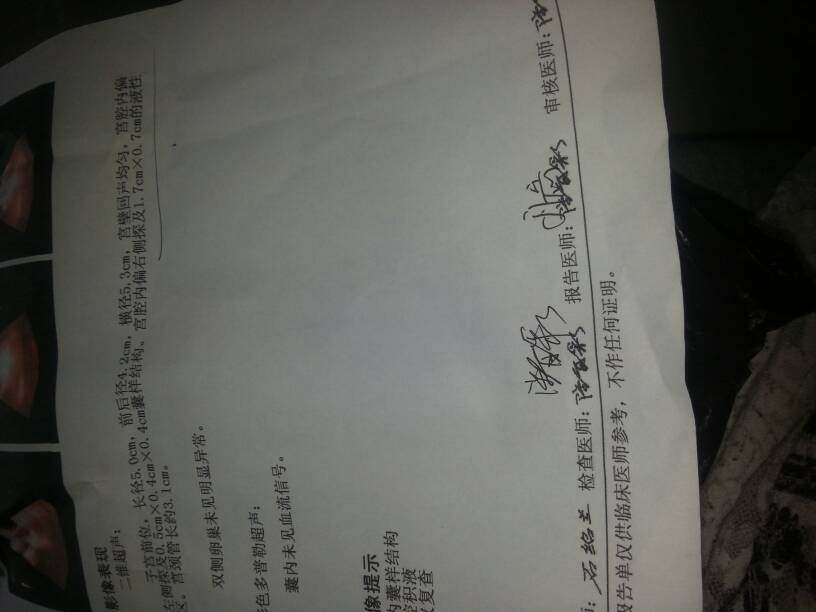 影像表现
二维超声：
子宫前位，长径5.0cm，前后径4.2cm，横径5.3cm，宫壁回声均匀，宫腔内偏
左侧探及0.5cm×0.4cm×0.4cm囊样结构。宫腔内偏右侧探及1.7cm×0.7cm的液性
区。宫颈管长约3.1cm。
双侧卵巢未见明显异常。
彩色多普勒超声：
囊内未见血流信号。
像提示
内囊样结构
腔积液
复查
检查医师： 报告医师： 审核医师：
报告单仅供临床医师参考，不作任何证明。